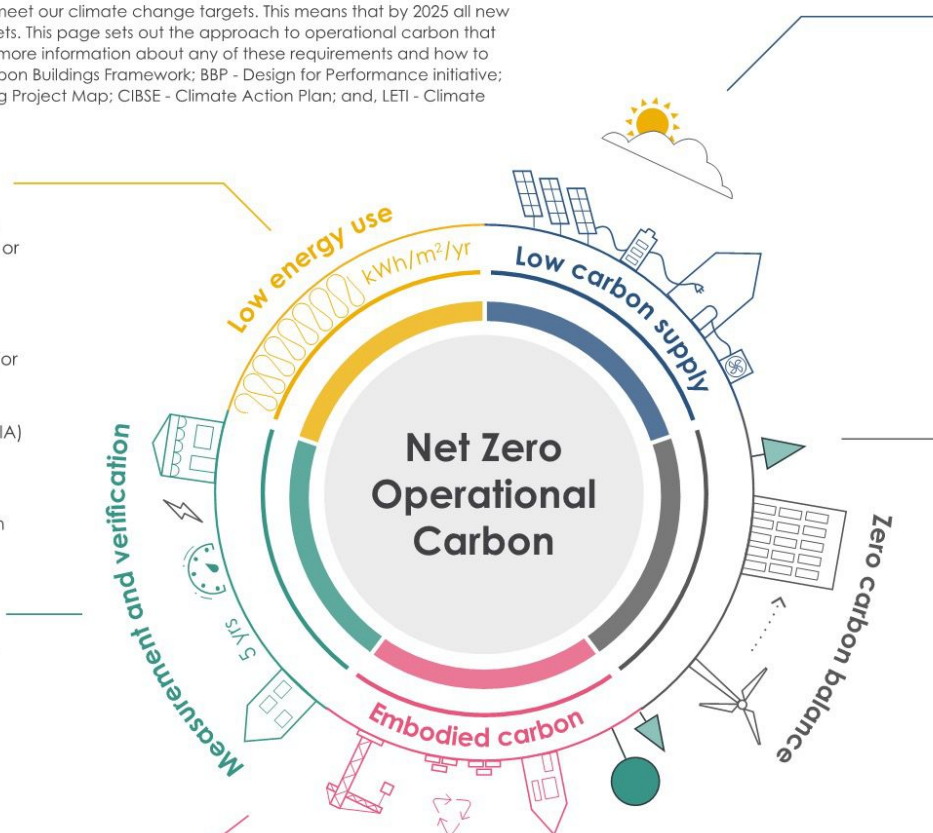 meet our climate change targets. This means that by 2025 all new
ets. This page sets out the approach to operational carbon that
more information about any of these requirements and how to
bon Buildings Framework; BBP - Design for Performance initiative;
g Project Map; CIBSE - Climate Action Plan; and, LETI - Climate
or
or
IA)
n
Low energy use
kWh/m²/yr
Low carbon supply
Net Zero
Operational
Carbon
Measurement and verification
5 yrs
Zero carbon balance
Embodied carbon